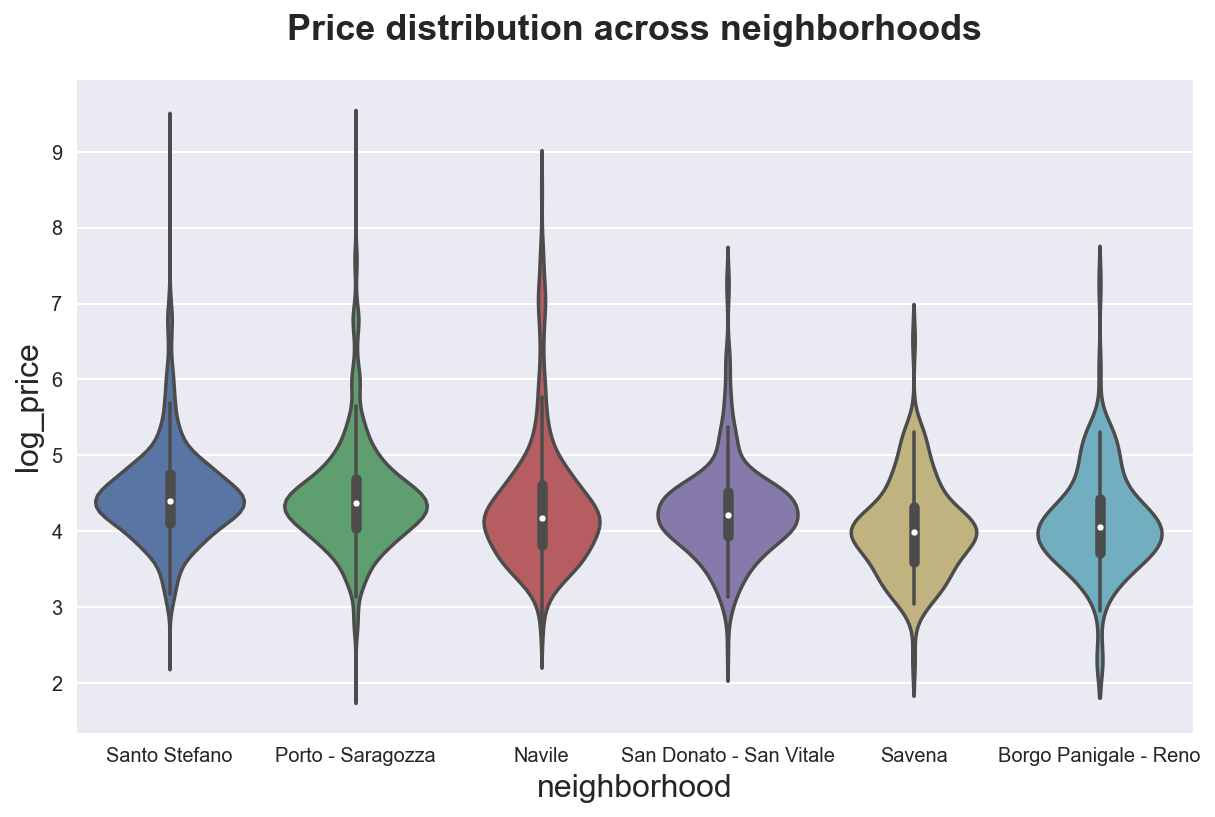 Price distribution across neighborhoods
9
8
7
6
5
4
3
2
log_price
Santo Stefano
Porto - Saragozza
Navile
San Donato - San Vitale
Savena
Borgo Panigale - Reno
neighborhood